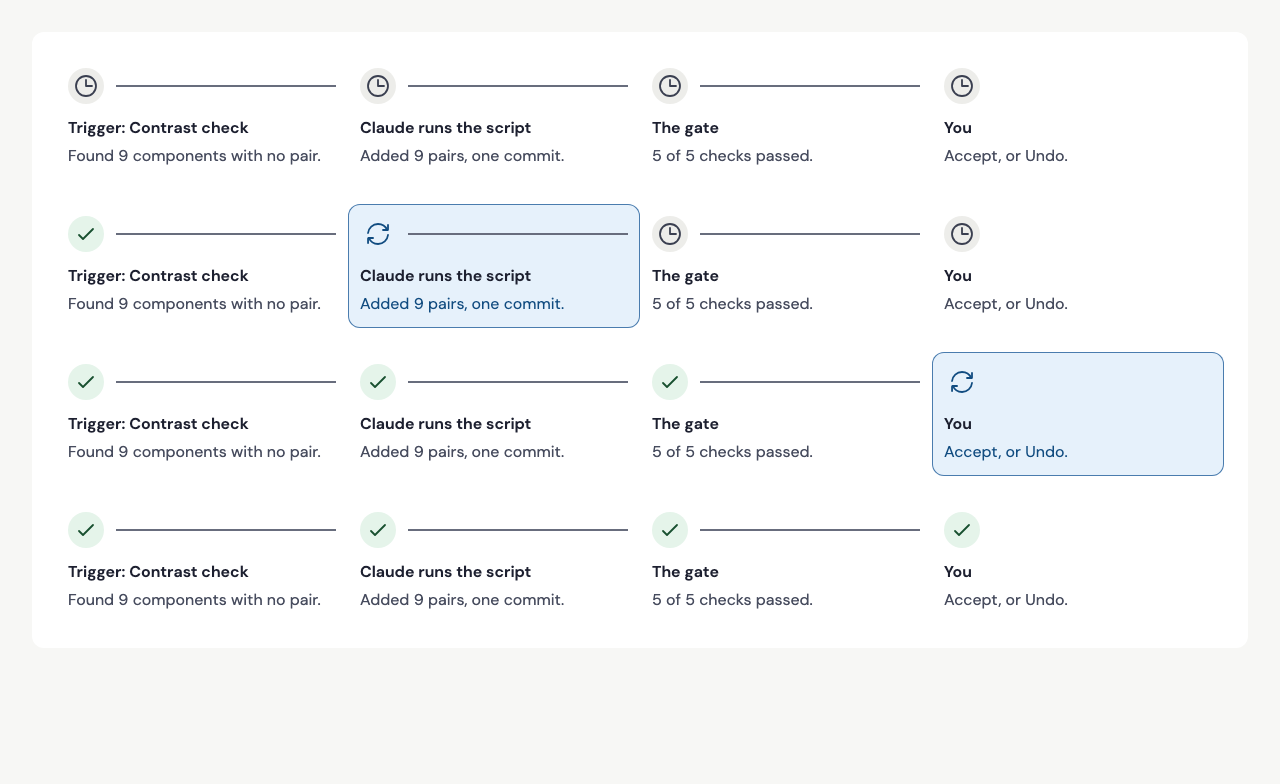 Trigger: Contrast check
Found 9 components with no pair.
Claude runs the script
Added 9 pairs, one commit.
The gate
5 of 5 checks passed.
You
Accept, or Undo.
Trigger: Contrast check
Found 9 components with no pair.
Claude runs the script
Added 9 pairs, one commit.
The gate
5 of 5 checks passed.
You
Accept, or Undo.
Trigger: Contrast check
Found 9 components with no pair.
Claude runs the script
Added 9 pairs, one commit.
The gate
5 of 5 checks passed.
You
Accept, or Undo.
Trigger: Contrast check
Found 9 components with no pair.
Claude runs the script
Added 9 pairs, one commit.
The gate
5 of 5 checks passed.
You
Accept, or Undo.